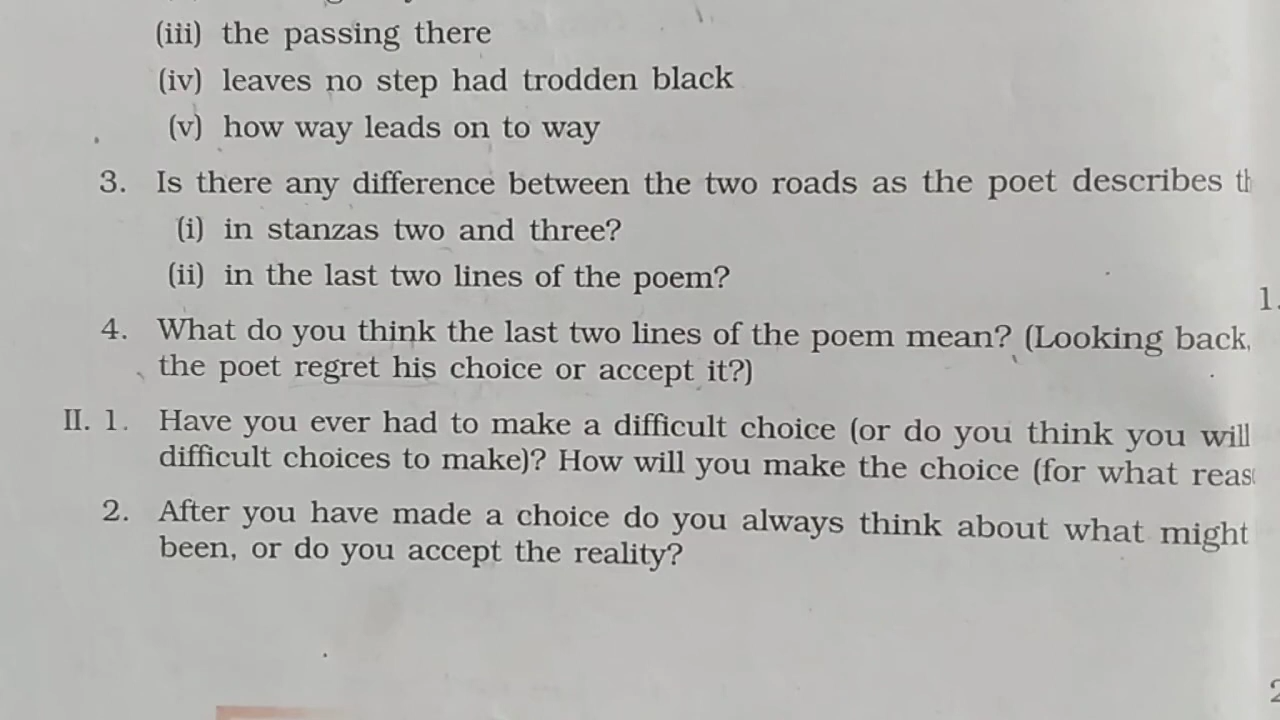 (iii) the passing there
(iv) leaves no step had trodden black
(v) how way leads on to way
3. Is there any difference between the two roads as the poet describes
(i) in stanzas two and three?
(ii) in the last two lines of the poem?
1.
4. What do you think the last two lines of the poem mean? (Looking back,
the poet regret his choice or accept it?)
II. 1. Have you ever had to make a difficult choice (or do you think you will
difficult choices to make)? How will you make the choice (for what
2. After you have made a choice do you always think about what might
been, or do you accept the reality?
2